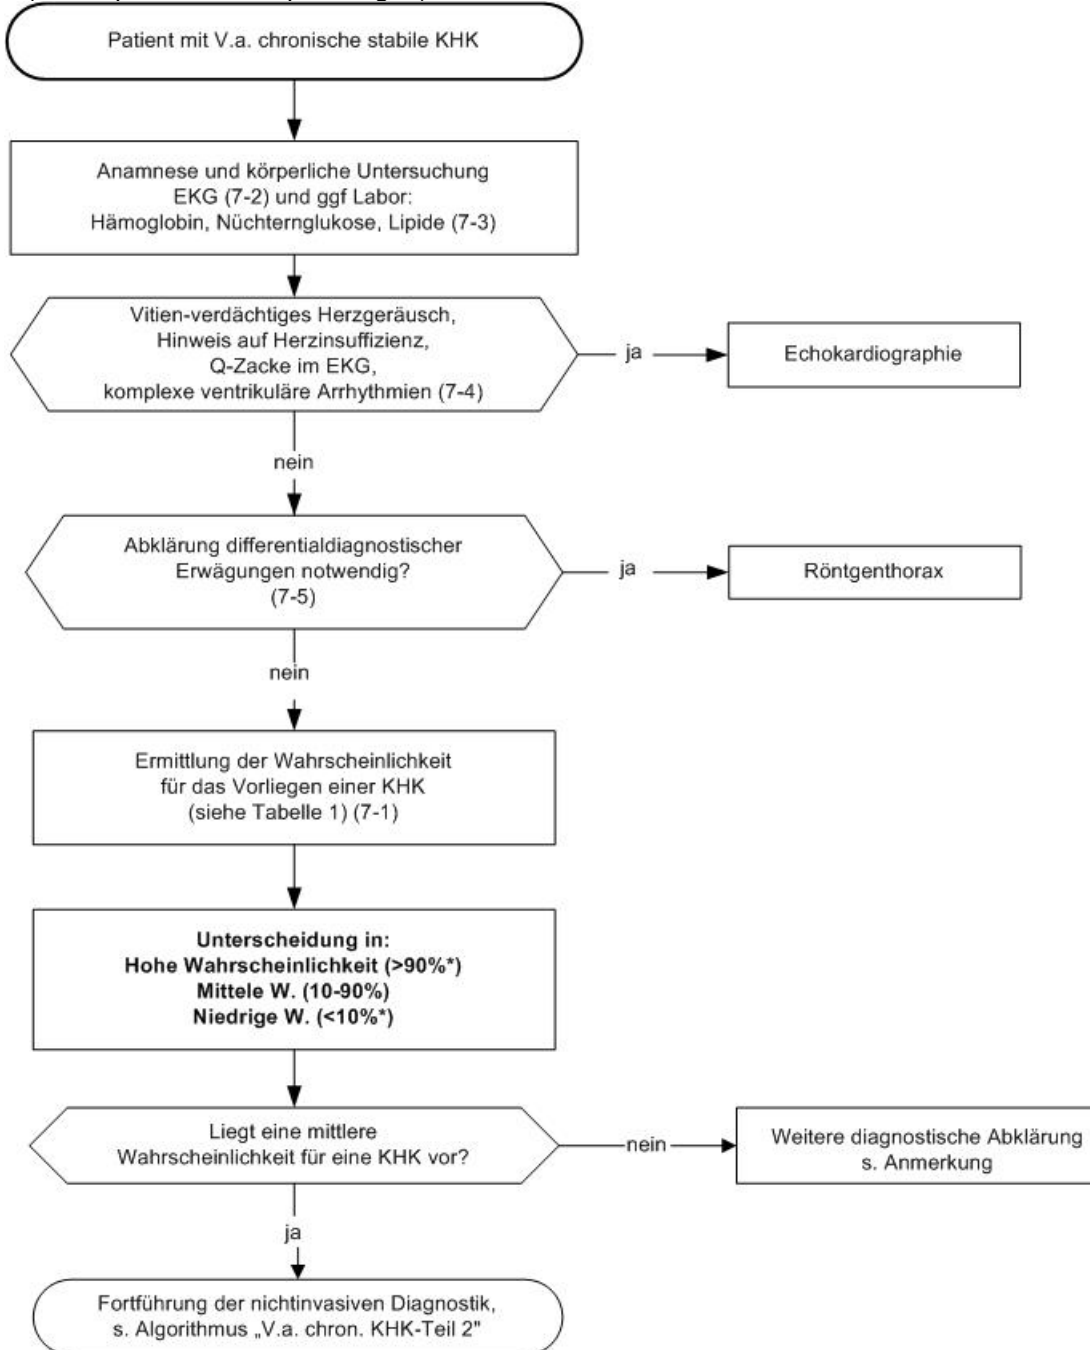 Patient mit V.a. chronische stabile KHK
Anamnese und körperliche Untersuchung
EKG (7-2) und ggf Labor:
Hämoglobin, Nüchternglukose, Lipide (7-3)
Vitien-verdächtiges Herzgeräusch,
Hinweis auf Herzinsuffizienz,
Q-Zacke im EKG,
komplexe ventrikuläre Arrhythmien (7-4)
ja
Echokardiographie
nein
Abklärung differentialdiagnostischer
Erwägungen notwendig?
(7-5)
ja
Röntgenthorax
nein
Ermittlung der Wahrscheinlichkeit
für das Vorliegen einer KHK
(siehe Tabelle 1) (7-1)
Unterscheidung in:
Hohe Wahrscheinlichkeit (>90%*)
Mittele W. (10-90%)
Niedrige W. (<10%*)
Liegt eine mittlere
Wahrscheinlichkeit für eine KHK vor?
nein
Weitere diagnostische Abklärung
s. Anmerkung
ja
Fortführung der nichtinvasiven Diagnostik,
s. Algorithmus „V.a. chron. KHK-Teil 2"